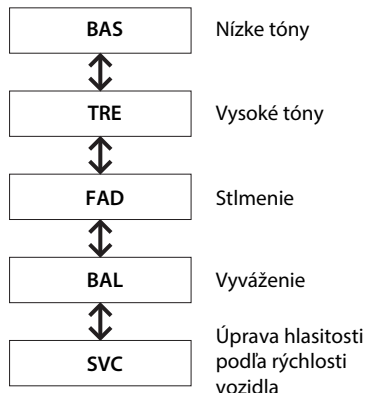 BAS Nízke tóny
TRE Vysoké tóny
FAD Stlmenie
BAL Vyváženie
SVC Úprava hlasitosti
podľa rýchlosti
vozidla